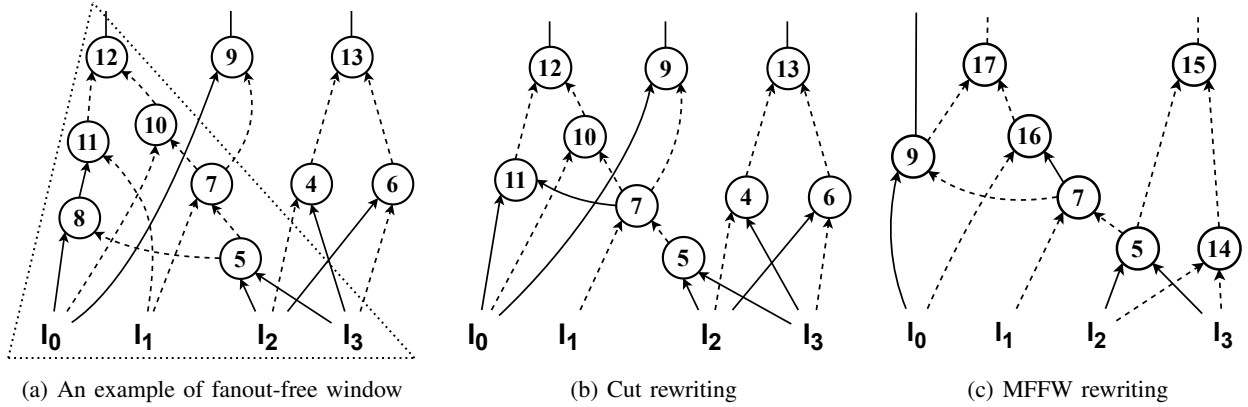 12
9
13
10
11
7
4
6
8
5
I0
I1
I2
I3
(a) An example of fanout-free window
12
9
13
10
11
7
4
6
5
I0
I1
I2
I3
(b) Cut rewriting
17
15
16
9
7
5
14
I0
I1
I2
I3
(c) MFFW rewriting